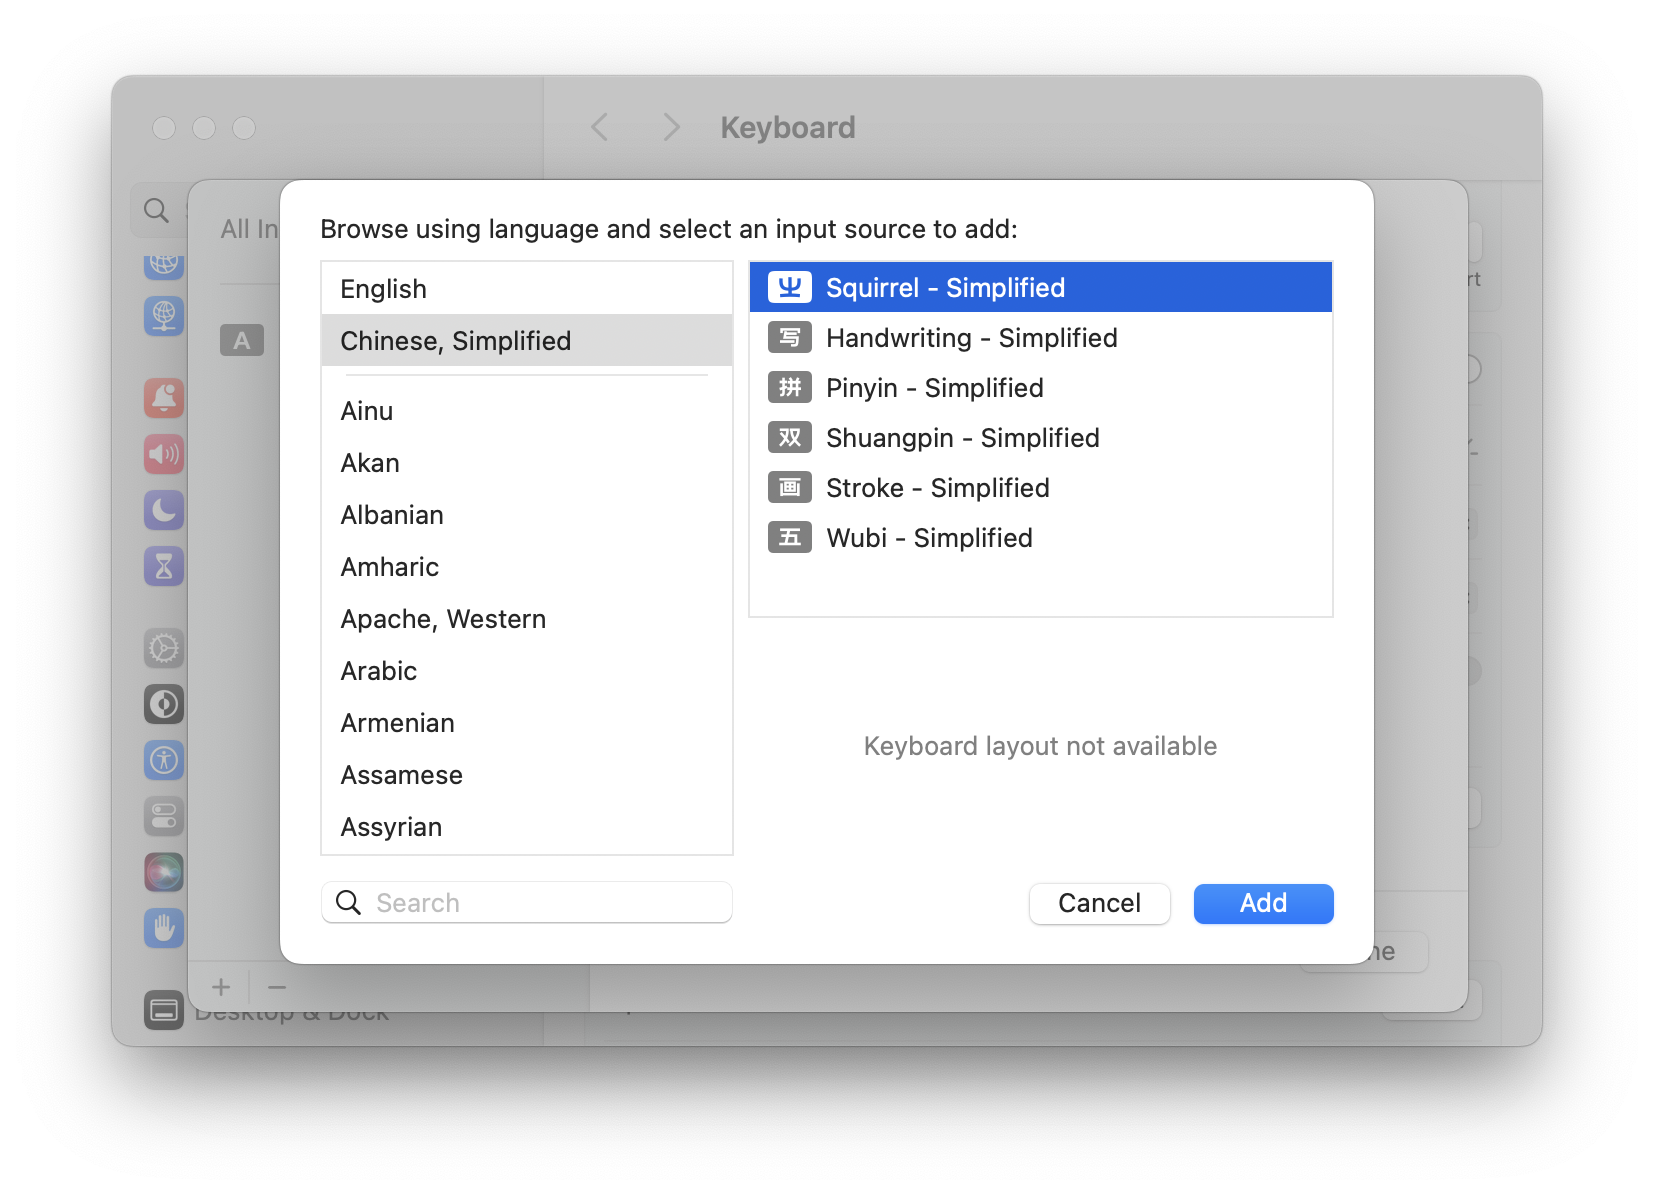 Keyboard
All In
A
rt
Browse using language and select an input source to add:
English
Chinese, Simplified
Ainu
Akan
Albanian
Amharic
Apache, Western
Arabic
Armenian
Assamese
Assyrian
Search
Squirrel - Simplified
写 Handwriting - Simplified
拼 Pinyin - Simplified
双 Shuangpin - Simplified
画 Stroke - Simplified
五 Wubi - Simplified
Keyboard layout not available
Cancel
Add
ne
Desktop & Dock